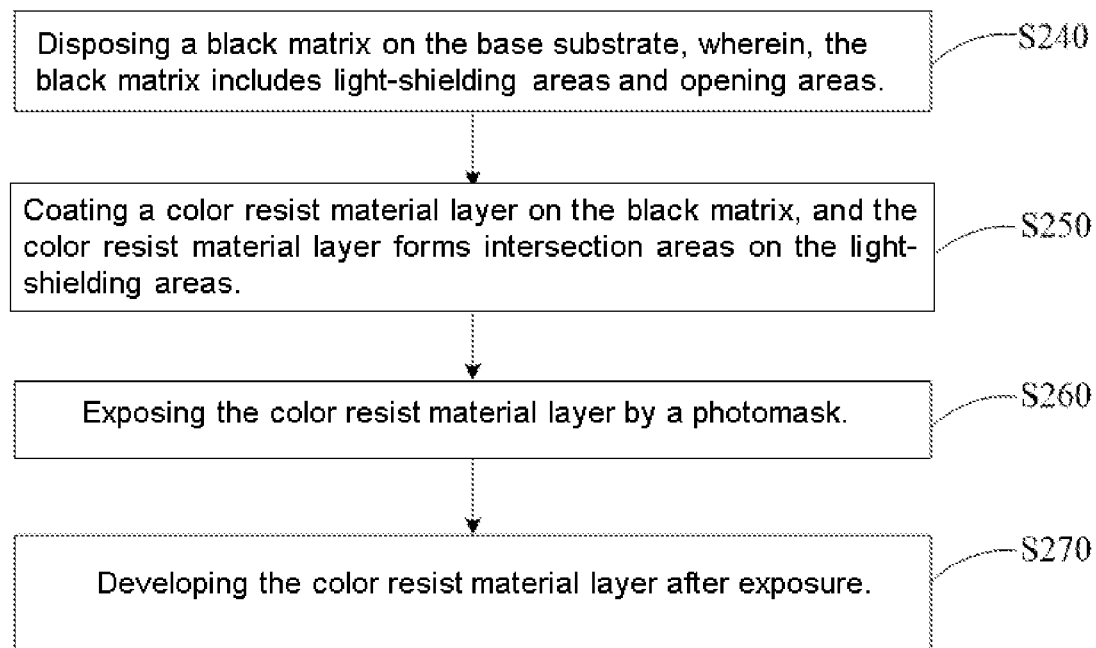 Disposing a black matrix on the base substrate, wherein, the
black matrix includes light-shielding areas and opening areas.
S240
Coating a color resist material layer on the black matrix, and the
color resist material layer forms intersection areas on the light-
shielding areas.
S250
Exposing the color resist material layer by a photomask.
S260
Developing the color resist material layer after exposure.
S270